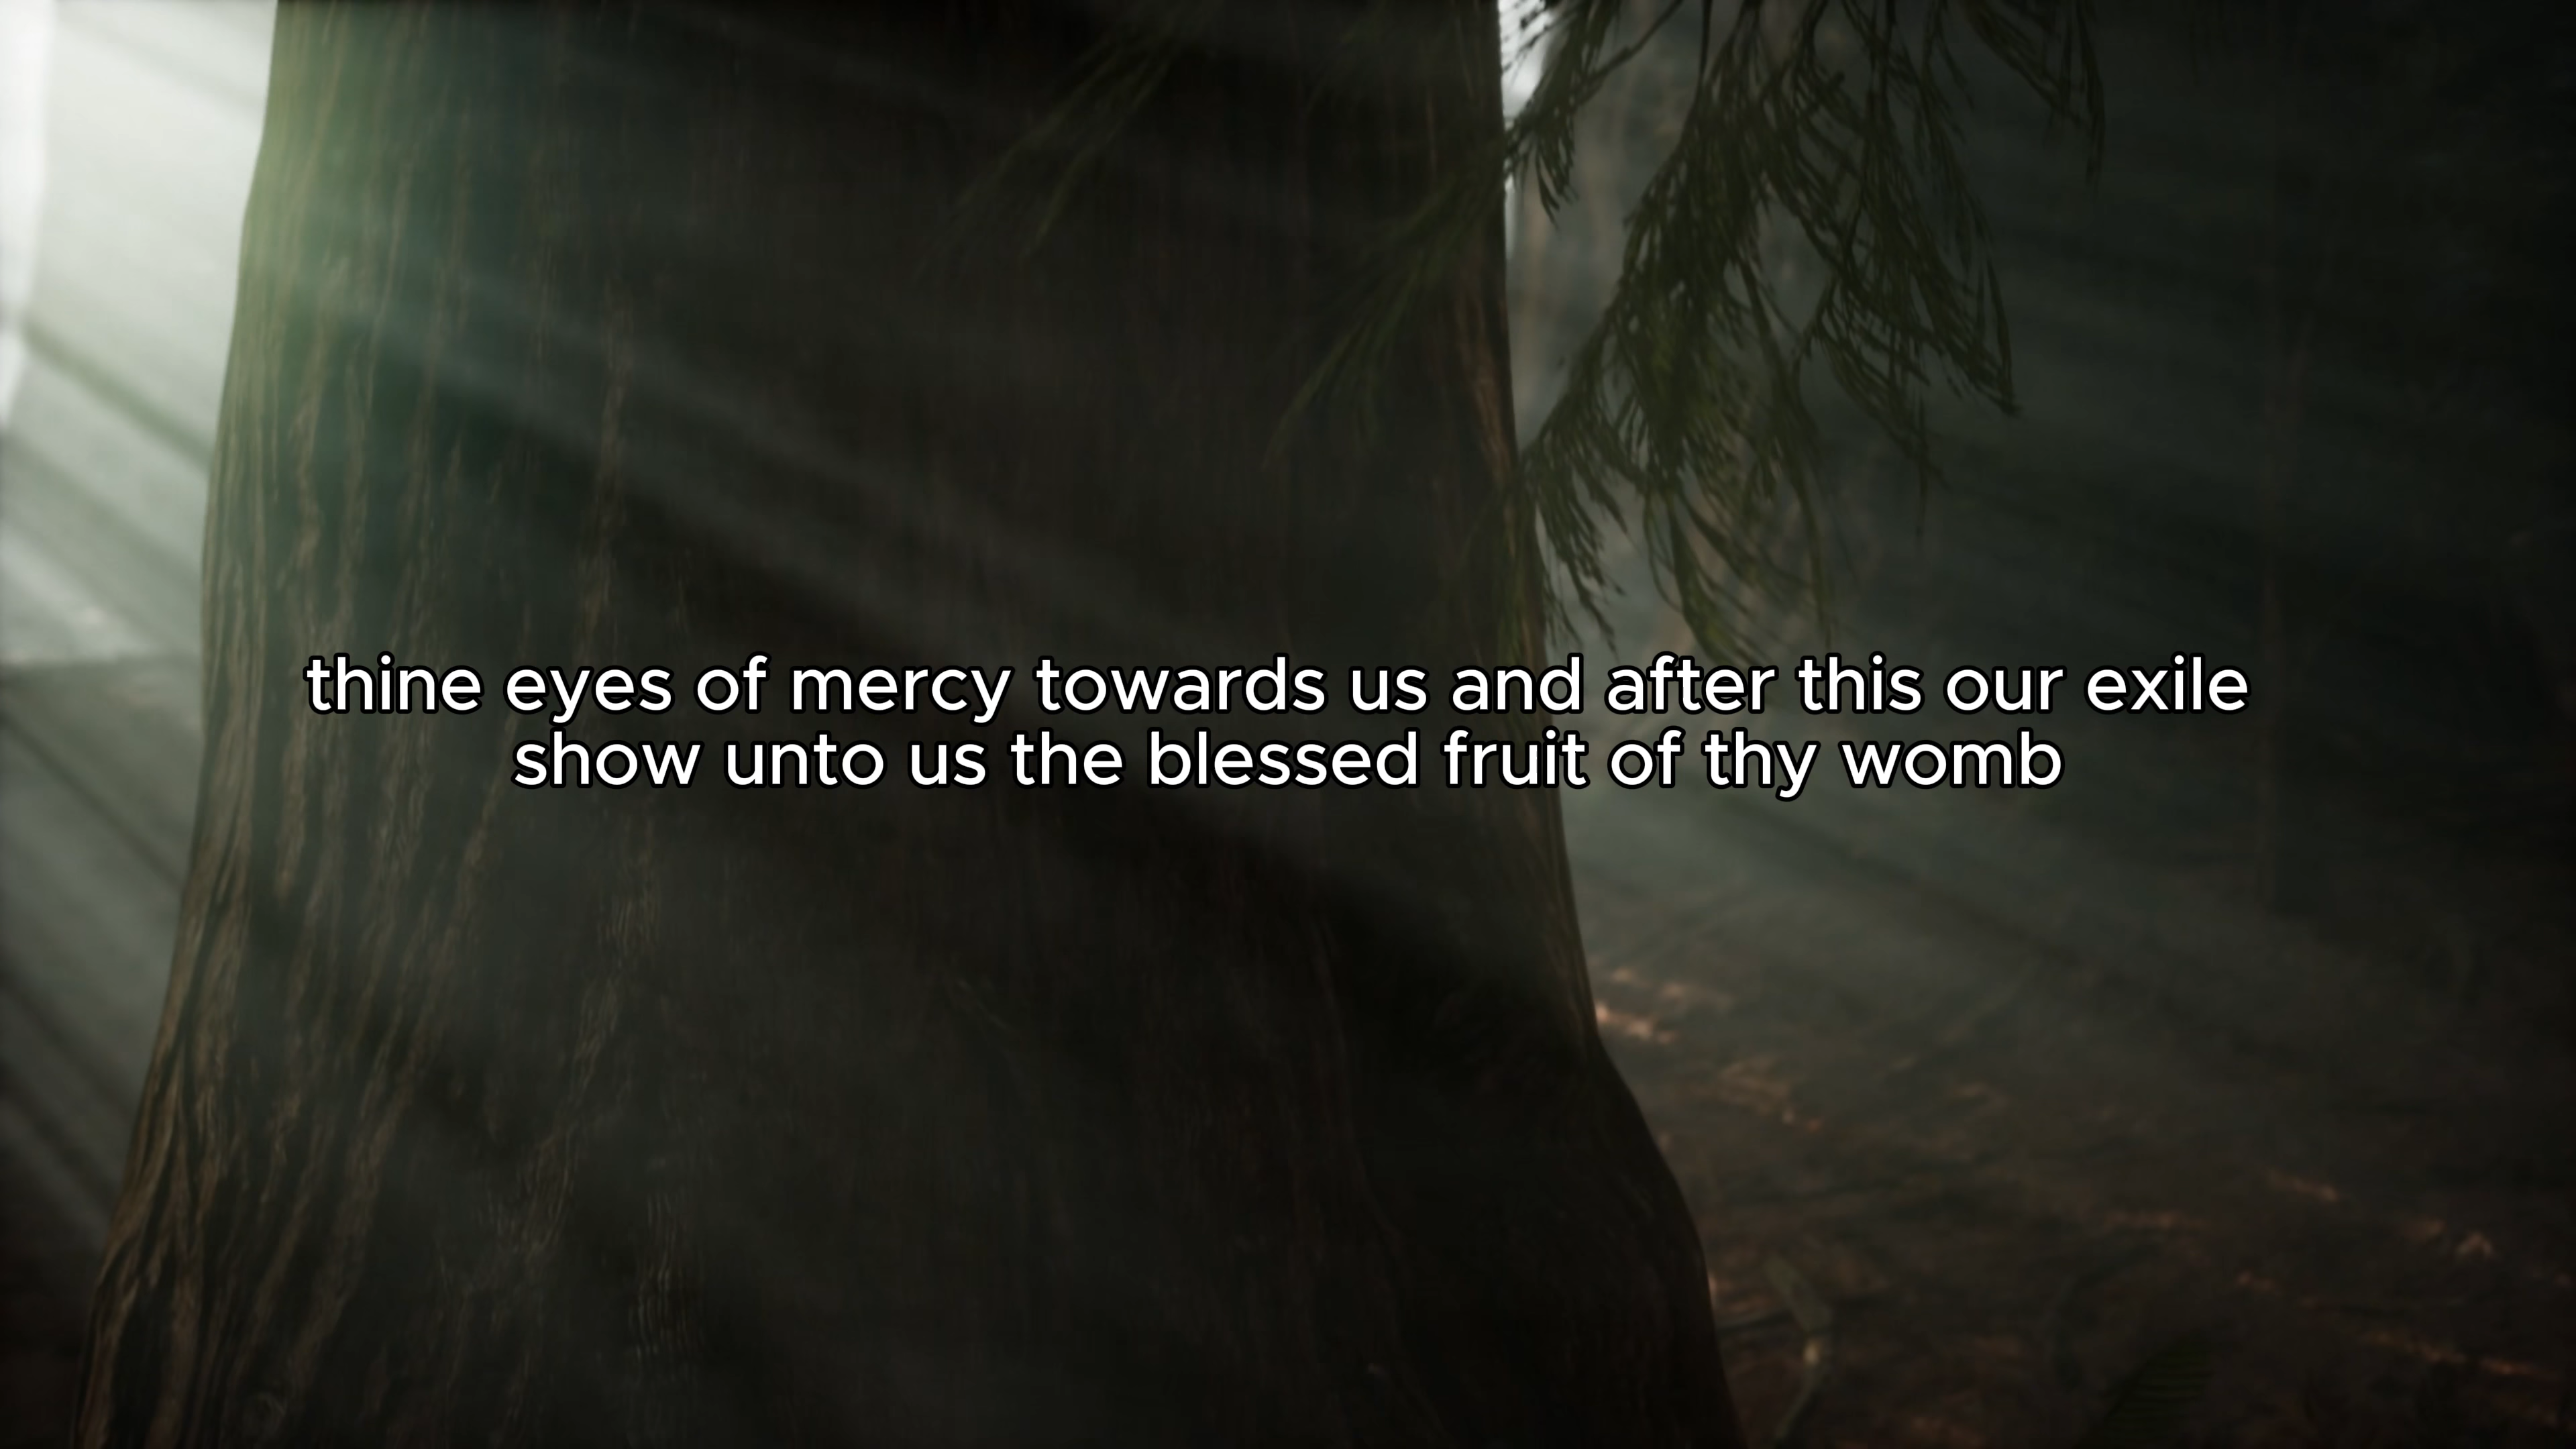 thine eyes of mercy towards us and after this our exile
show unto us the blessed fruit of thy womb